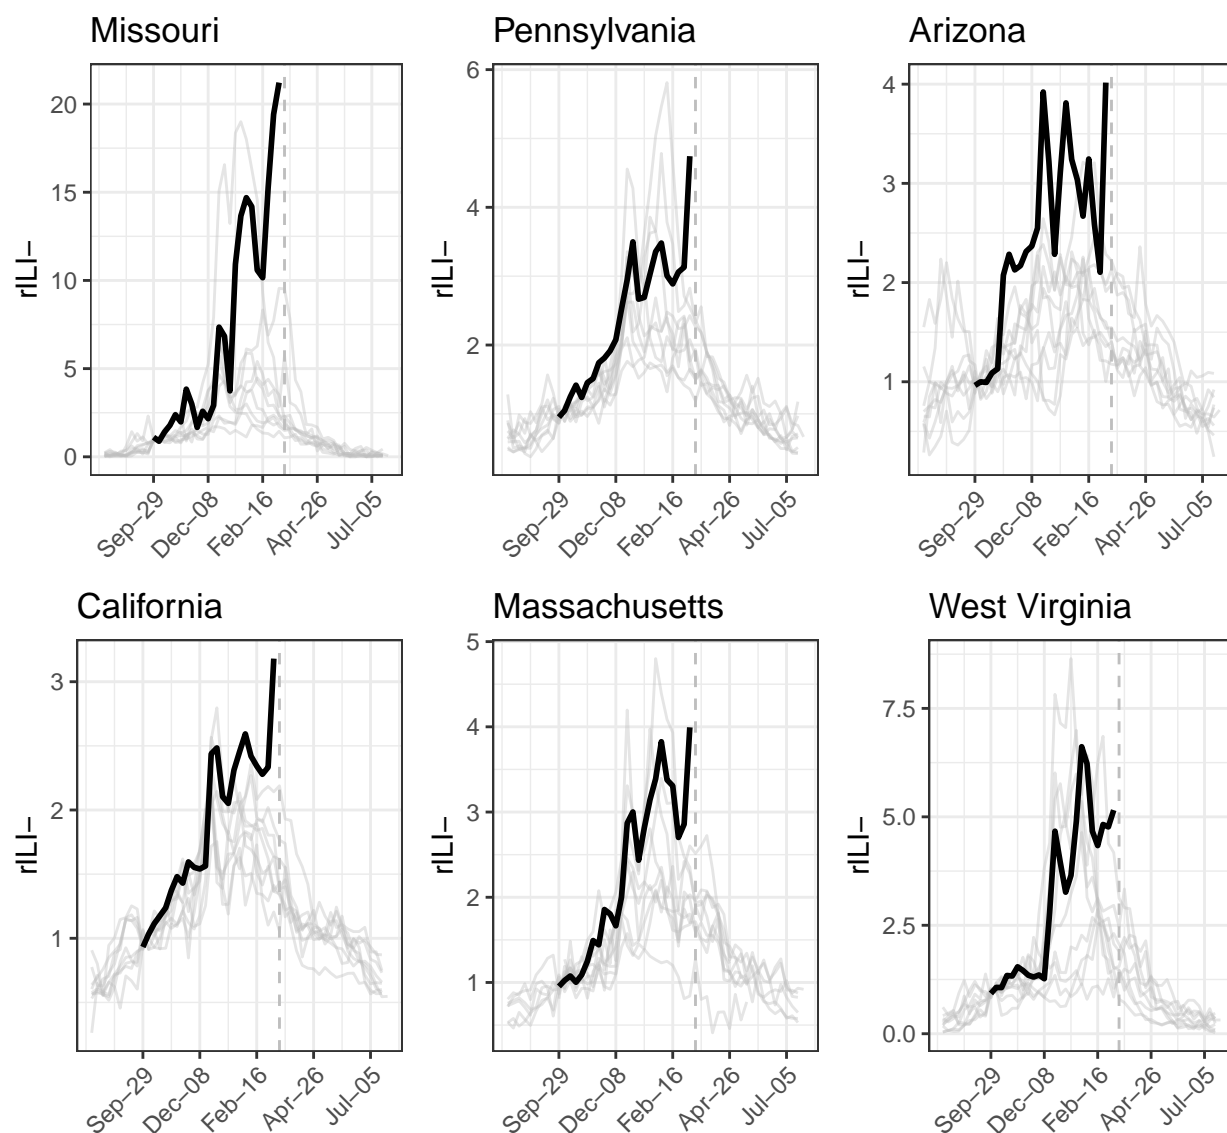 Missouri
rILI−
20
15
10
5
0
Sep−29
Dec−08
Feb−16
Apr−26
Jul−05
Pennsylvania
rILI−
6
4
2
Sep−29
Dec−08
Feb−16
Apr−26
Jul−05
Arizona
rILI−
4
3
2
1
Sep−29
Dec−08
Feb−16
Apr−26
Jul−05
California
rILI−
3
2
1
Sep−29
Dec−08
Feb−16
Apr−26
Jul−05
Massachusetts
rILI−
5
4
3
2
1
Sep−29
Dec−08
Feb−16
Apr−26
Jul−05
West Virginia
rILI−
7.5
5.0
2.5
0.0
Sep−29
Dec−08
Feb−16
Apr−26
Jul−05